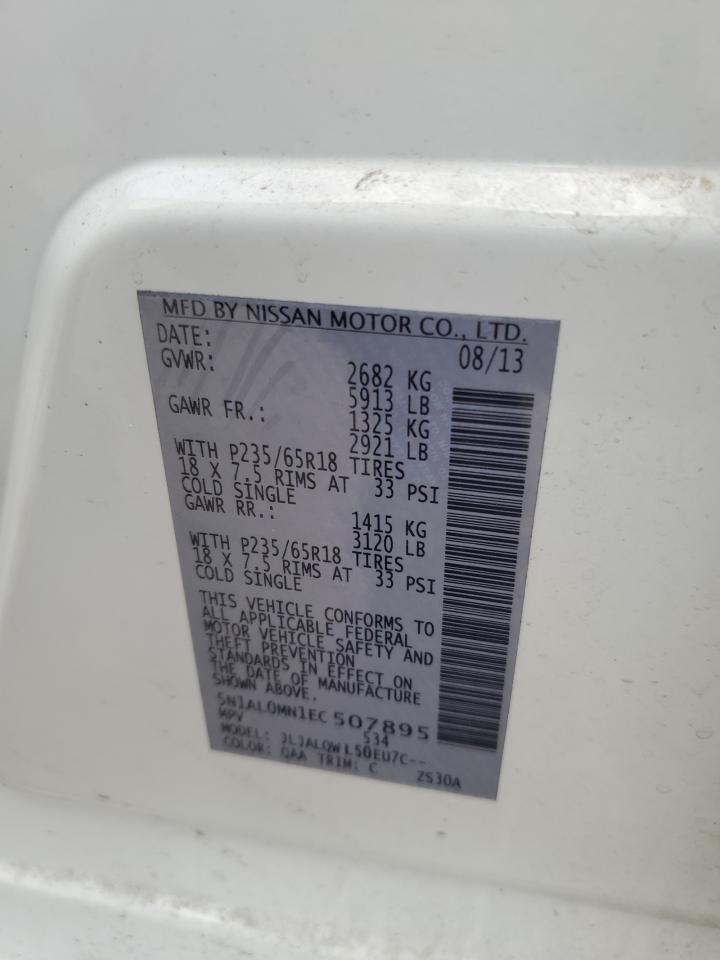 MFD BY NISSAN MOTOR CO., LTD.
DATE: 08/13
GVWR: 2682 KG
5913 LB
GAWR FR.: 1325 KG
2921 LB
WITH P235/65R18 TIRES
18 X 7.5 RIMS AT 33 PSI
COLD SINGLE
GAWR RR.: 1415 KG
3120 LB
WITH P235/65R18 TIRES
18 X 7.5 RIMS AT 33 PSI
COLD SINGLE
THIS VEHICLE CONFORMS TO
ALL APPLICABLE FEDERAL
MOTOR VEHICLE SAFETY AND
THEFT PREVENTION
STANDARDS IN EFFECT ON
THE DATE OF MANUFACTURE
SHOWN ABOVE.
5N1AL0MN1EC 507895
MPV 534
MODEL: JLJALQWL50EU7C--
COLOR: QAA TRIM: C ZS30A